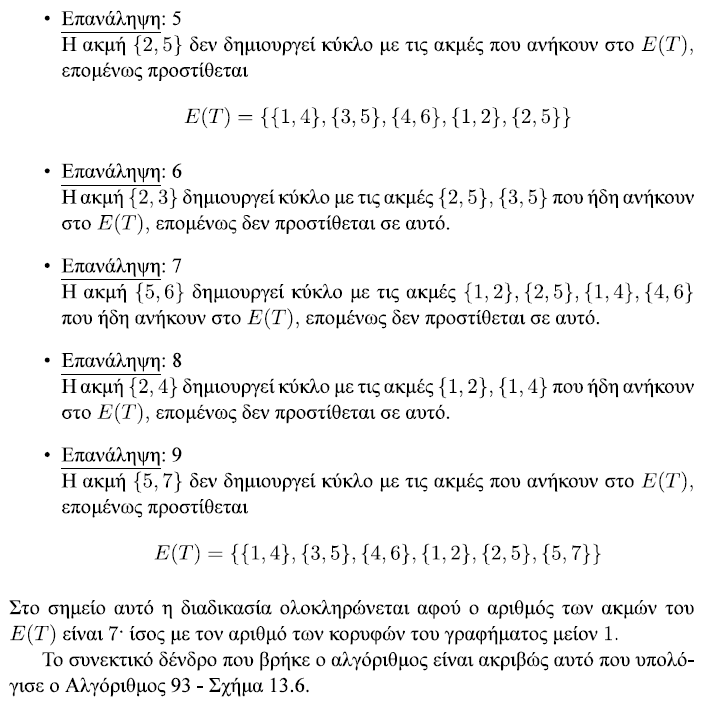 • Επανάληψη: 5
Η ακμή {2, 5} δεν δημιουργεί κύκλο με τις ακμές που ανήκουν στο E(T),
επομένως προστίθεται
E(T) = {{1, 4}, {3, 5}, {4, 6}, {1, 2}, {2, 5}}
• Επανάληψη: 6
Η ακμή {2, 3} δημιουργεί κύκλο με τις ακμές {2, 5}, {3, 5} που ήδη ανήκουν
στο E(T), επομένως δεν προστίθεται σε αυτό.
• Επανάληψη: 7
Η ακμή {5, 6} δημιουργεί κύκλο με τις ακμές {1, 2}, {2, 5}, {1, 4}, {4, 6}
που ήδη ανήκουν στο E(T), επομένως δεν προστίθεται σε αυτό.
• Επανάληψη: 8
Η ακμή {2, 4} δημιουργεί κύκλο με τις ακμές {1, 2}, {1, 4} που ήδη ανήκουν
στο E(T), επομένως δεν προστίθεται σε αυτό.
• Επανάληψη: 9
Η ακμή {5, 7} δεν δημιουργεί κύκλο με τις ακμές που ανήκουν στο E(T),
επομένως προστίθεται
E(T) = {{1, 4}, {3, 5}, {4, 6}, {1, 2}, {2, 5}, {5, 7}}
Στο σημείο αυτό η διαδικασία ολοκληρώνεται αφού ο αριθμός των ακμών του
E(T) είναι 7· ίσος με τον αριθμό των κορυφών του γραφήματος μείον 1.
Το συνεκτικό δένδρο που βρήκε ο αλγόριθμος είναι ακριβώς αυτό που υπολό-
γισε ο Αλγόριθμος 93 - Σχήμα 13.6.